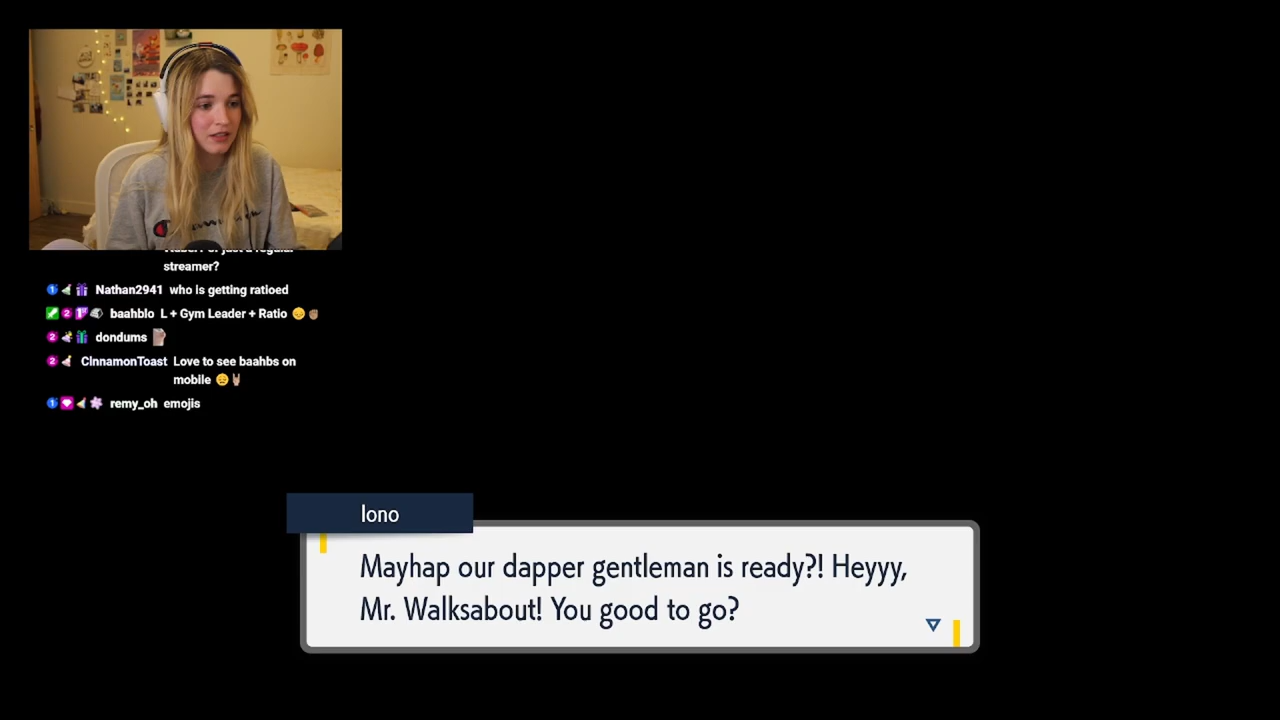 streamer?
Nathan2941 who is getting ratioed
baahblo L + Gym Leader + Ratio 😞✊🏾
dondums
CinnamonToast Love to see baahbs on
mobile 😞🤘🏼
remy_oh emojis
Iono
Mayhap our dapper gentleman is ready?! Heyyy,
Mr. Walksabout! You good to go?